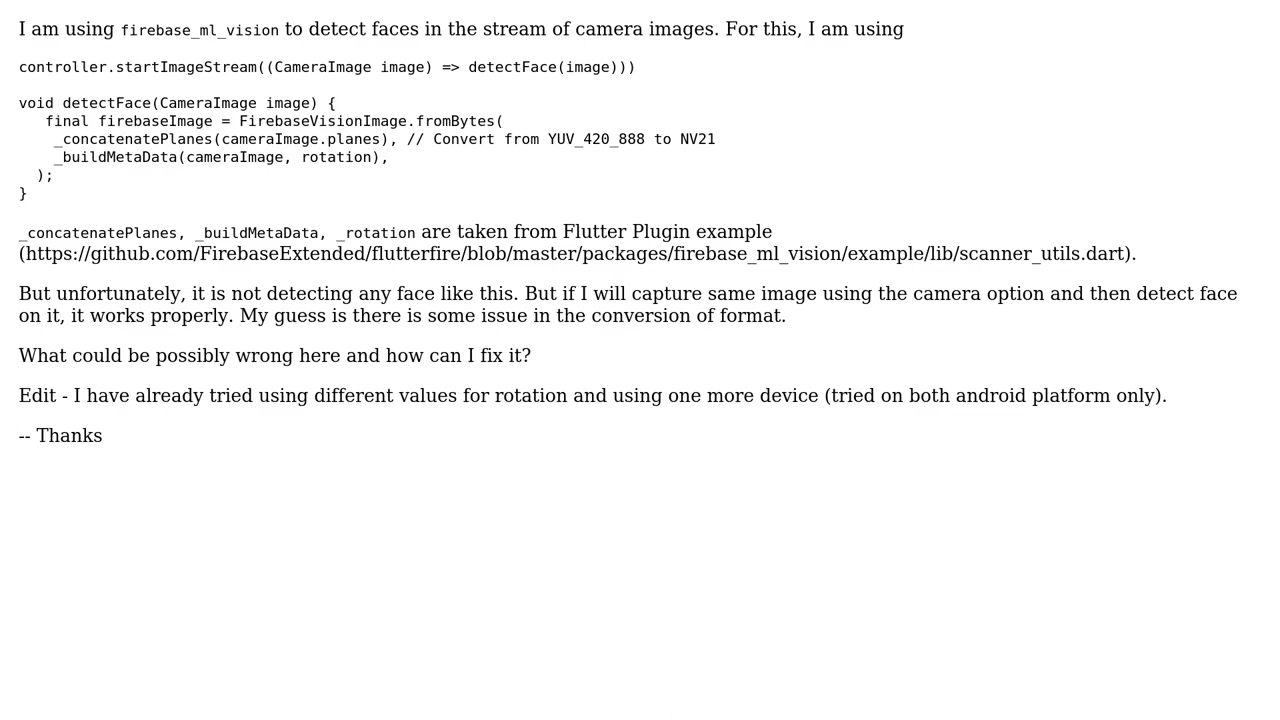 I am using firebase_ml_vision to detect faces in the stream of camera images. For this, I am using
controller.startImageStream((CameraImage image) => detectFace(image)))
void detectFace(CameraImage image) {
   final firebaseImage = FirebaseVisionImage.fromBytes(
    _concatenatePlanes(cameraImage.planes), // Convert from YUV_420_888 to NV21
    _buildMetaData(cameraImage, rotation),
  );
}
_concatenatePlanes, _buildMetaData, _rotation are taken from Flutter Plugin example
(https://github.com/FirebaseExtended/flutterfire/blob/master/packages/firebase_ml_vision/example/lib/scanner_utils.dart).
But unfortunately, it is not detecting any face like this. But if I will capture same image using the camera option and then detect face
on it, it works properly. My guess is there is some issue in the conversion of format.
What could be possibly wrong here and how can I fix it?
Edit - I have already tried using different values for rotation and using one more device (tried on both android platform only).
-- Thanks